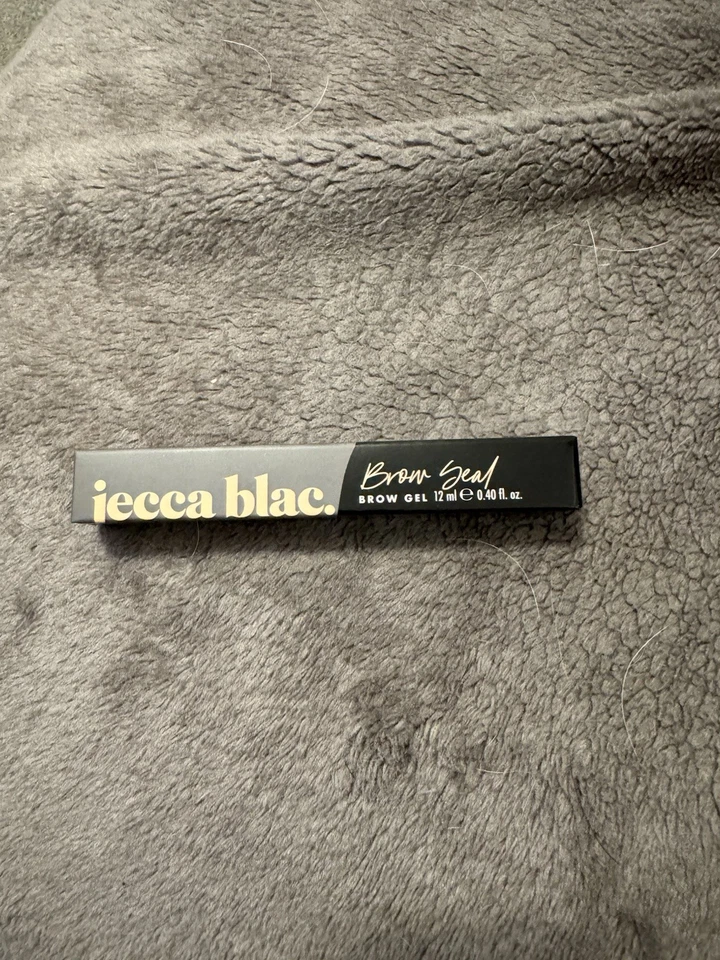 jecca blac.
Brow Seal
BROW GEL 12 ml ℮ 0.40 fl. oz.